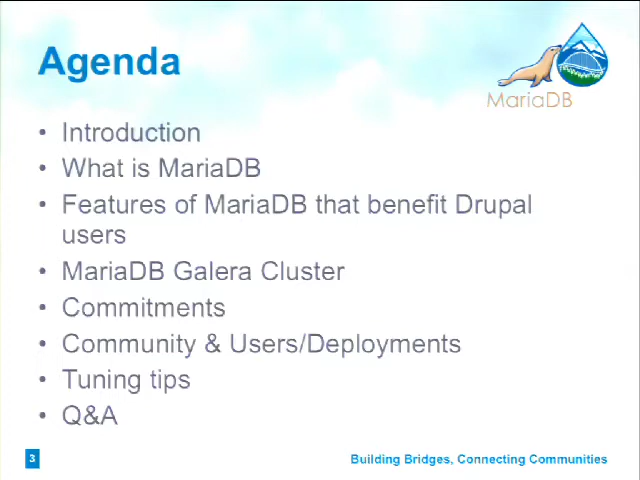 Agenda
MariaDB
• Introduction
• What is MariaDB
• Features of MariaDB that benefit Drupal
users
• MariaDB Galera Cluster
• Commitments
• Community & Users/Deployments
• Tuning tips
• Q&A
3
Building Bridges, Connecting Communities